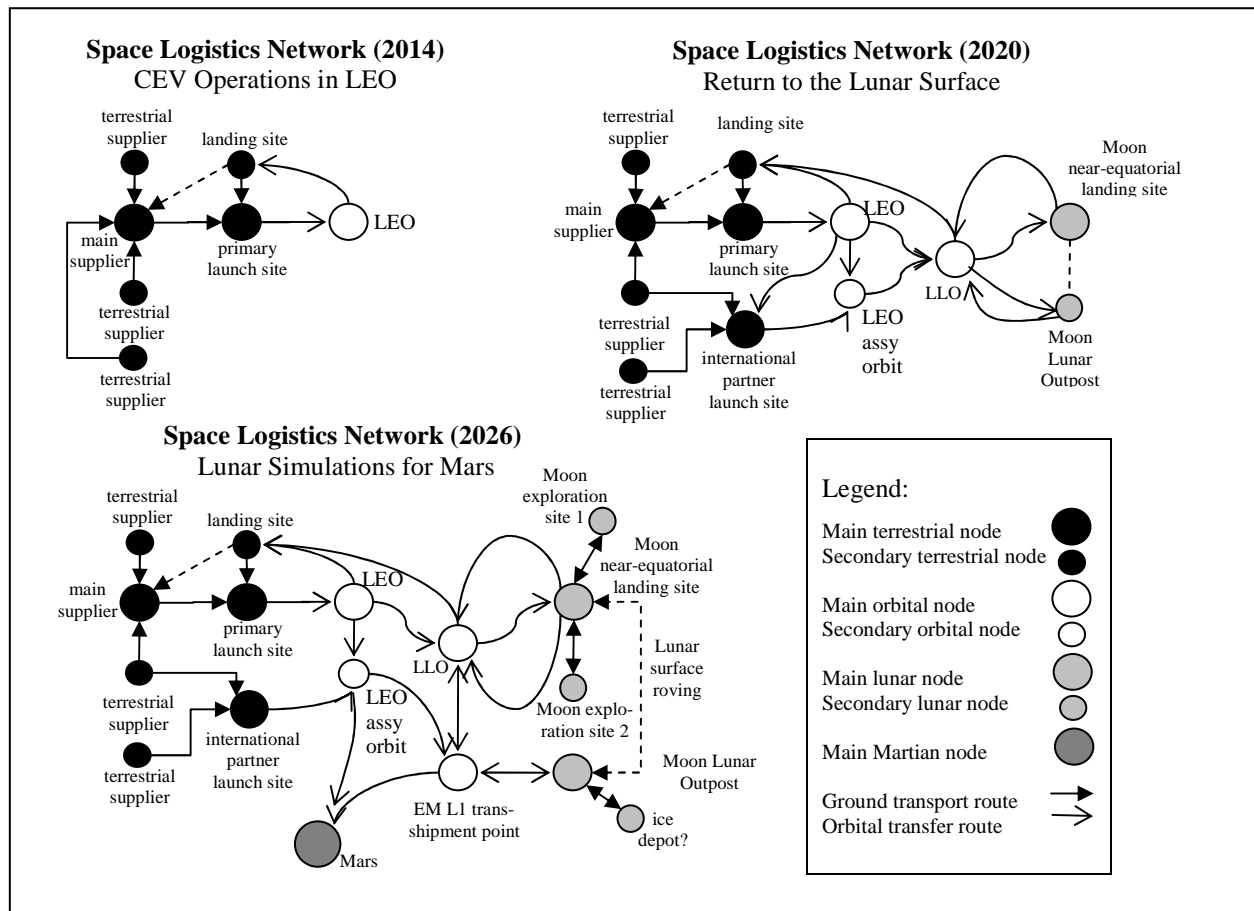 Space Logistics Network (2014)
CEV Operations in LEO
terrestrial
supplier
landing site
LEO
main
supplier
primary
launch site
terrestrial
supplier
terrestrial
supplier
Space Logistics Network (2020)
Return to the Lunar Surface
terrestrial
supplier
landing site
Moon
near-equatorial
landing site
main
supplier
LEO
primary
launch site
LLO
terrestrial
supplier
LEO
assy
orbit
international
partner
launch site
Moon
Lunar
Outpost
terrestrial
supplier
Space Logistics Network (2026)
Lunar Simulations for Mars
terrestrial
supplier
landing site
Moon
exploration
site 1
Moon
near-equatorial
landing site
main
supplier
LEO
primary
launch site
LLO
Lunar
surface
roving
terrestrial
supplier
LEO
assy
orbit
Moon explo-
ration site 2
international
partner
launch site
terrestrial
supplier
Moon Lunar
Outpost
EM L1 trans-
shipment point
ice
depot?
Mars
Legend:
Main terrestrial node
Secondary terrestrial node
Main orbital node
Secondary orbital node
Main lunar node
Secondary lunar node
Main Martian node
Ground transport route
Orbital transfer route